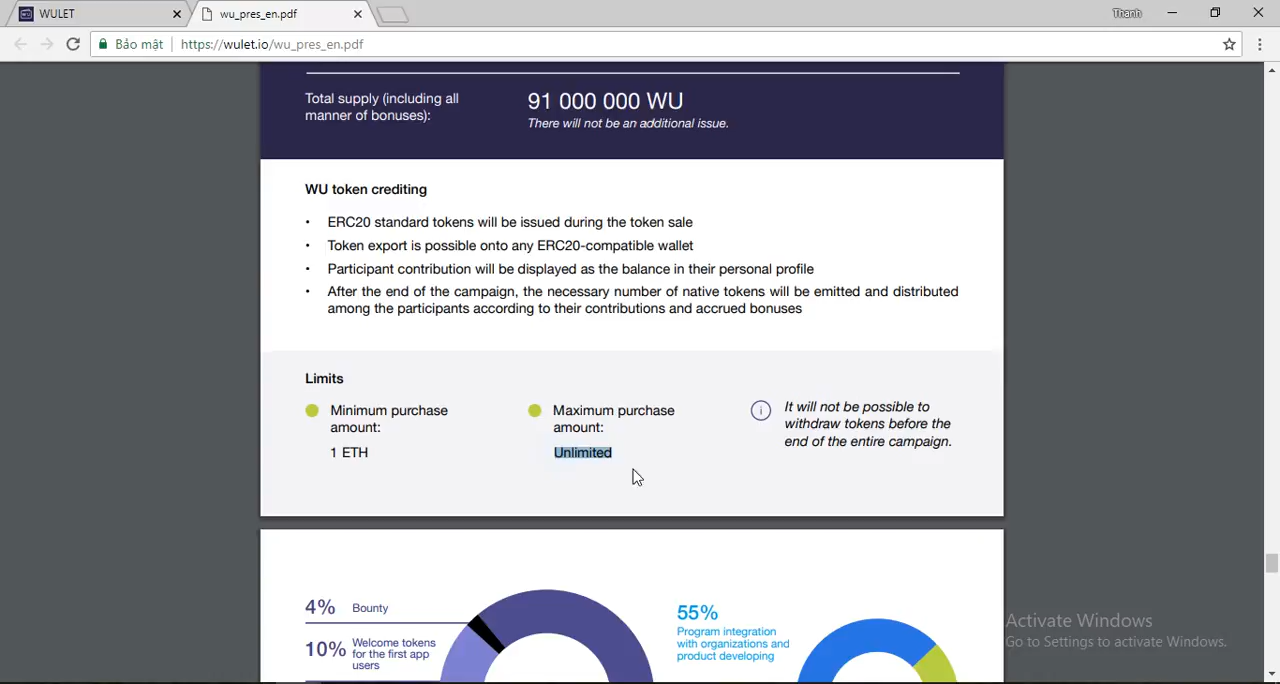 WULET
wu_pres_en.pdf
Thanh
Bảo mật
https://wulet.io/wu_pres_en.pdf
Total supply (including all
manner of bonuses):
91 000 000 WU
There will not be an additional issue.
WU token crediting
• ERC20 standard tokens will be issued during the token sale
• Token export is possible onto any ERC20-compatible wallet
• Participant contribution will be displayed as the balance in their personal profile
• After the end of the campaign, the necessary number of native tokens will be emitted and distributed
among the participants according to their contributions and accrued bonuses
Limits
Minimum purchase
amount:
1 ETH
Maximum purchase
amount:
Unlimited
It will not be possible to
withdraw tokens before the
end of the entire campaign.
4% Bounty
10% Welcome tokens
for the first app
users
55%
Program integration
with organizations and
product developing
Activate Windows
Go to Settings to activate Windows.